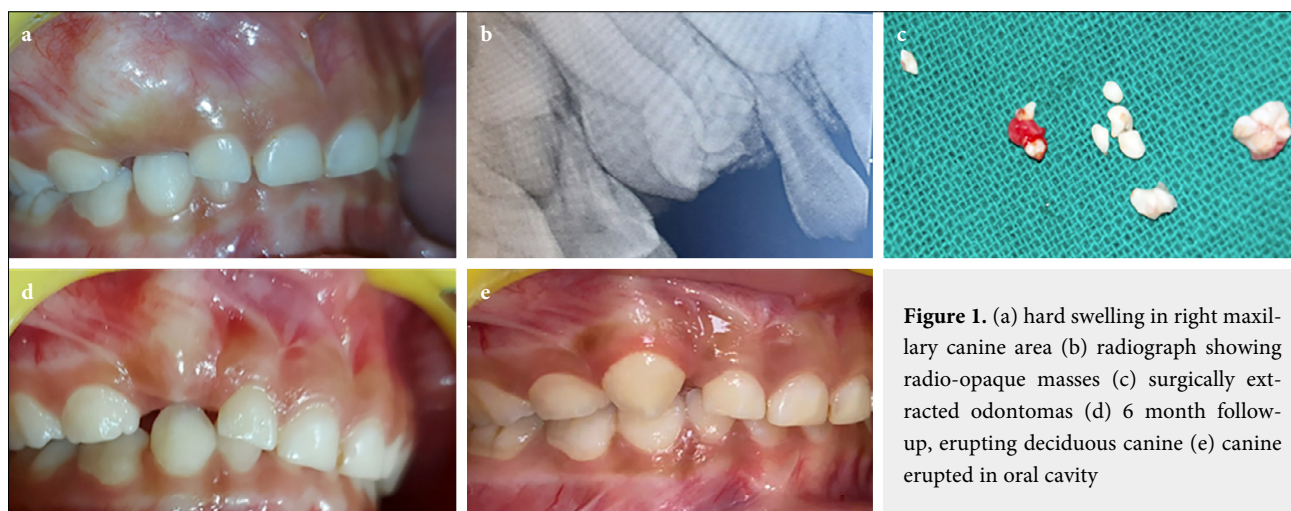 a
b
c
d
e
Figure 1. (a) hard swelling in right maxil-
lary canine area (b) radiograph showing
radio-opaque masses (c) surgically ext-
racted odontomas (d) 6 month follow-
up, erupting deciduous canine (e) canine
erupted in oral cavity